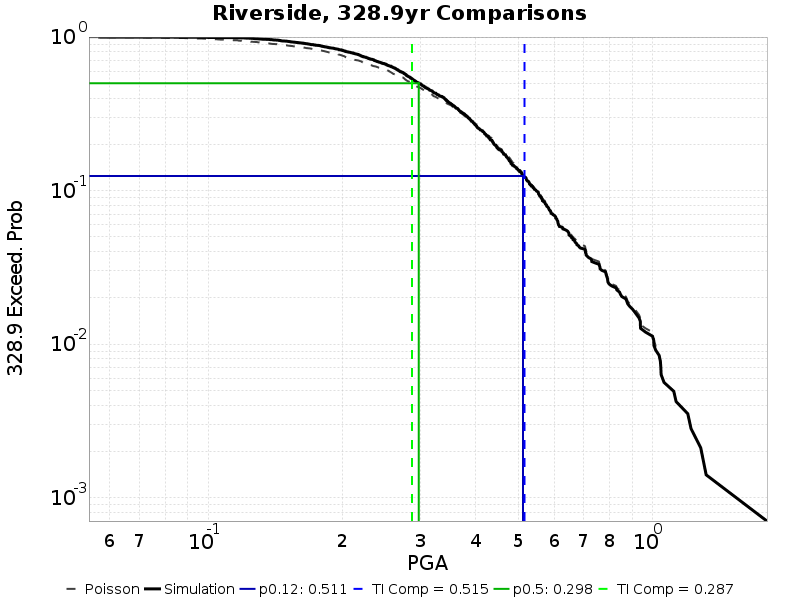 Riverside, 328.9yr Comparisons
10^0
10^-1
10^-2
10^-3
328.9 Exceed. Prob
6 7 10^-1 2 3 4 5 6 7 8 10^0
PGA
Poisson Simulation p0.12: 0.511 TI Comp = 0.515 p0.5: 0.298 TI Comp = 0.287